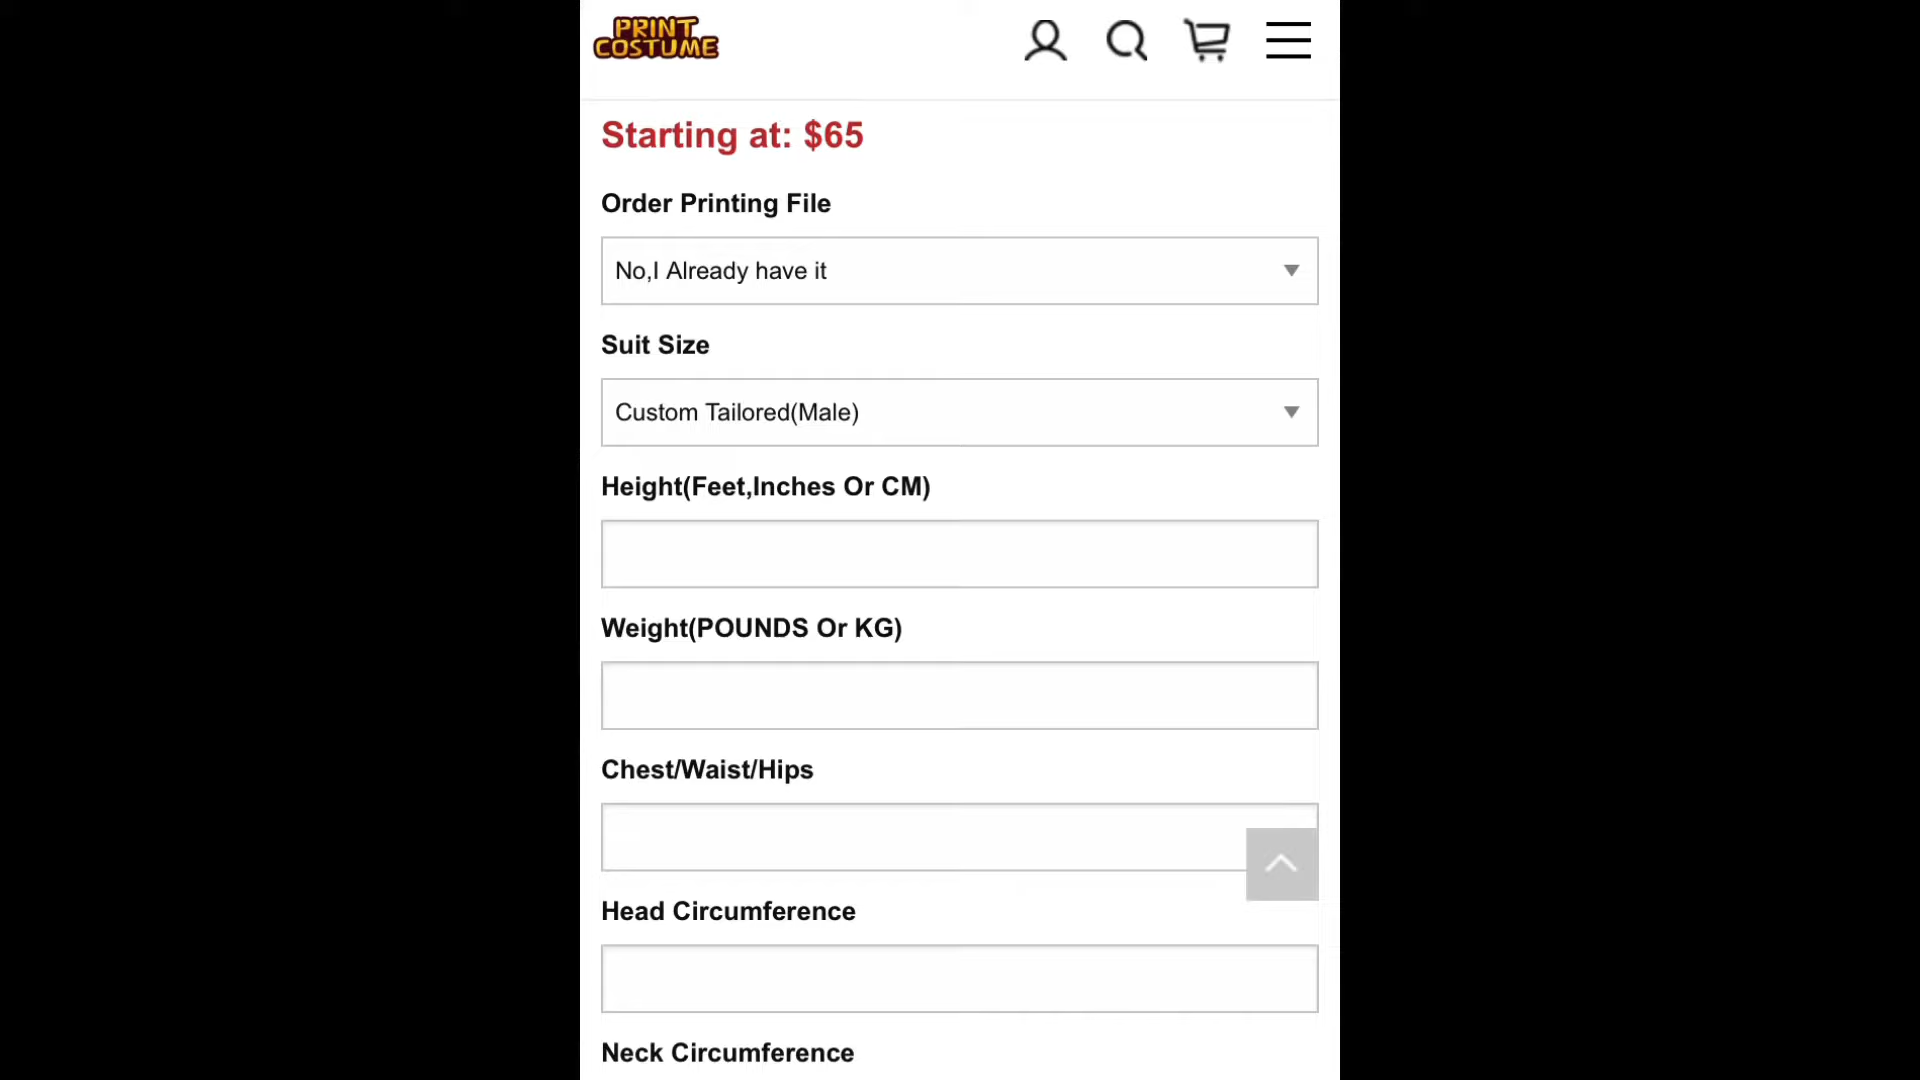 PRINT
COSTUME
Starting at: $65
Order Printing File
No,I Already have it
Suit Size
Custom Tailored(Male)
Height(Feet,Inches Or CM)
Weight(POUNDS Or KG)
Chest/Waist/Hips
Head Circumference
Neck Circumference